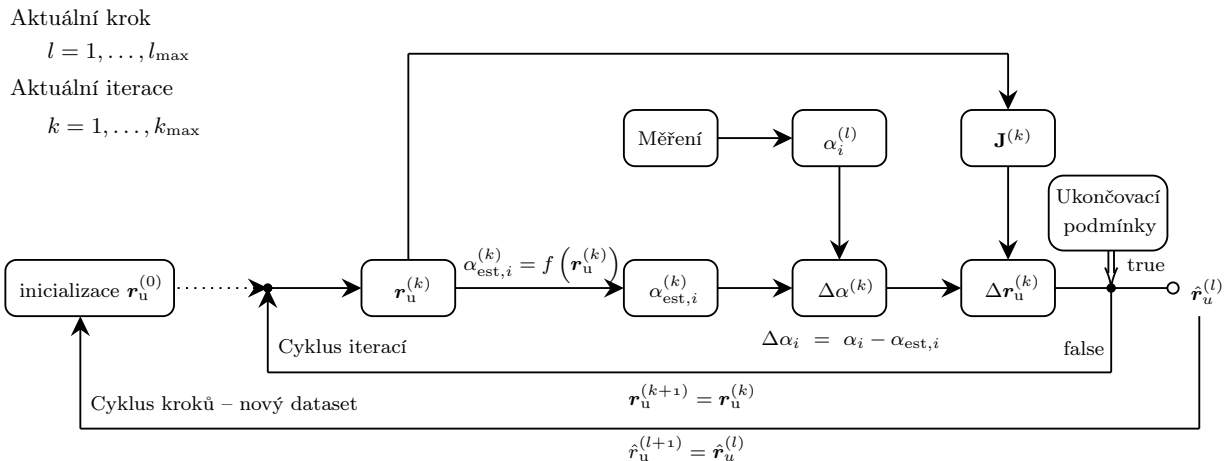 Aktuální krok
l = 1, . . . , l_max
Aktuální iterace
k = 1, . . . , k_max
Měření
α_i^(l)
J^(k)
Ukončovací
podmínky
inicializace r_u^(0)
r_u^(k)
α_est,i^(k) = f (r_u^(k))
α_est,i^(k)
Δα^(k)
Δr_u^(k)
true
r̂_u^(l)
Cyklus iterací
Δα_i = α_i − α_est,i
false
r_u^(k+1) = r_u^(k)
Cyklus kroků – nový dataset
r̂_u^(l+1) = r̂_u^(l)